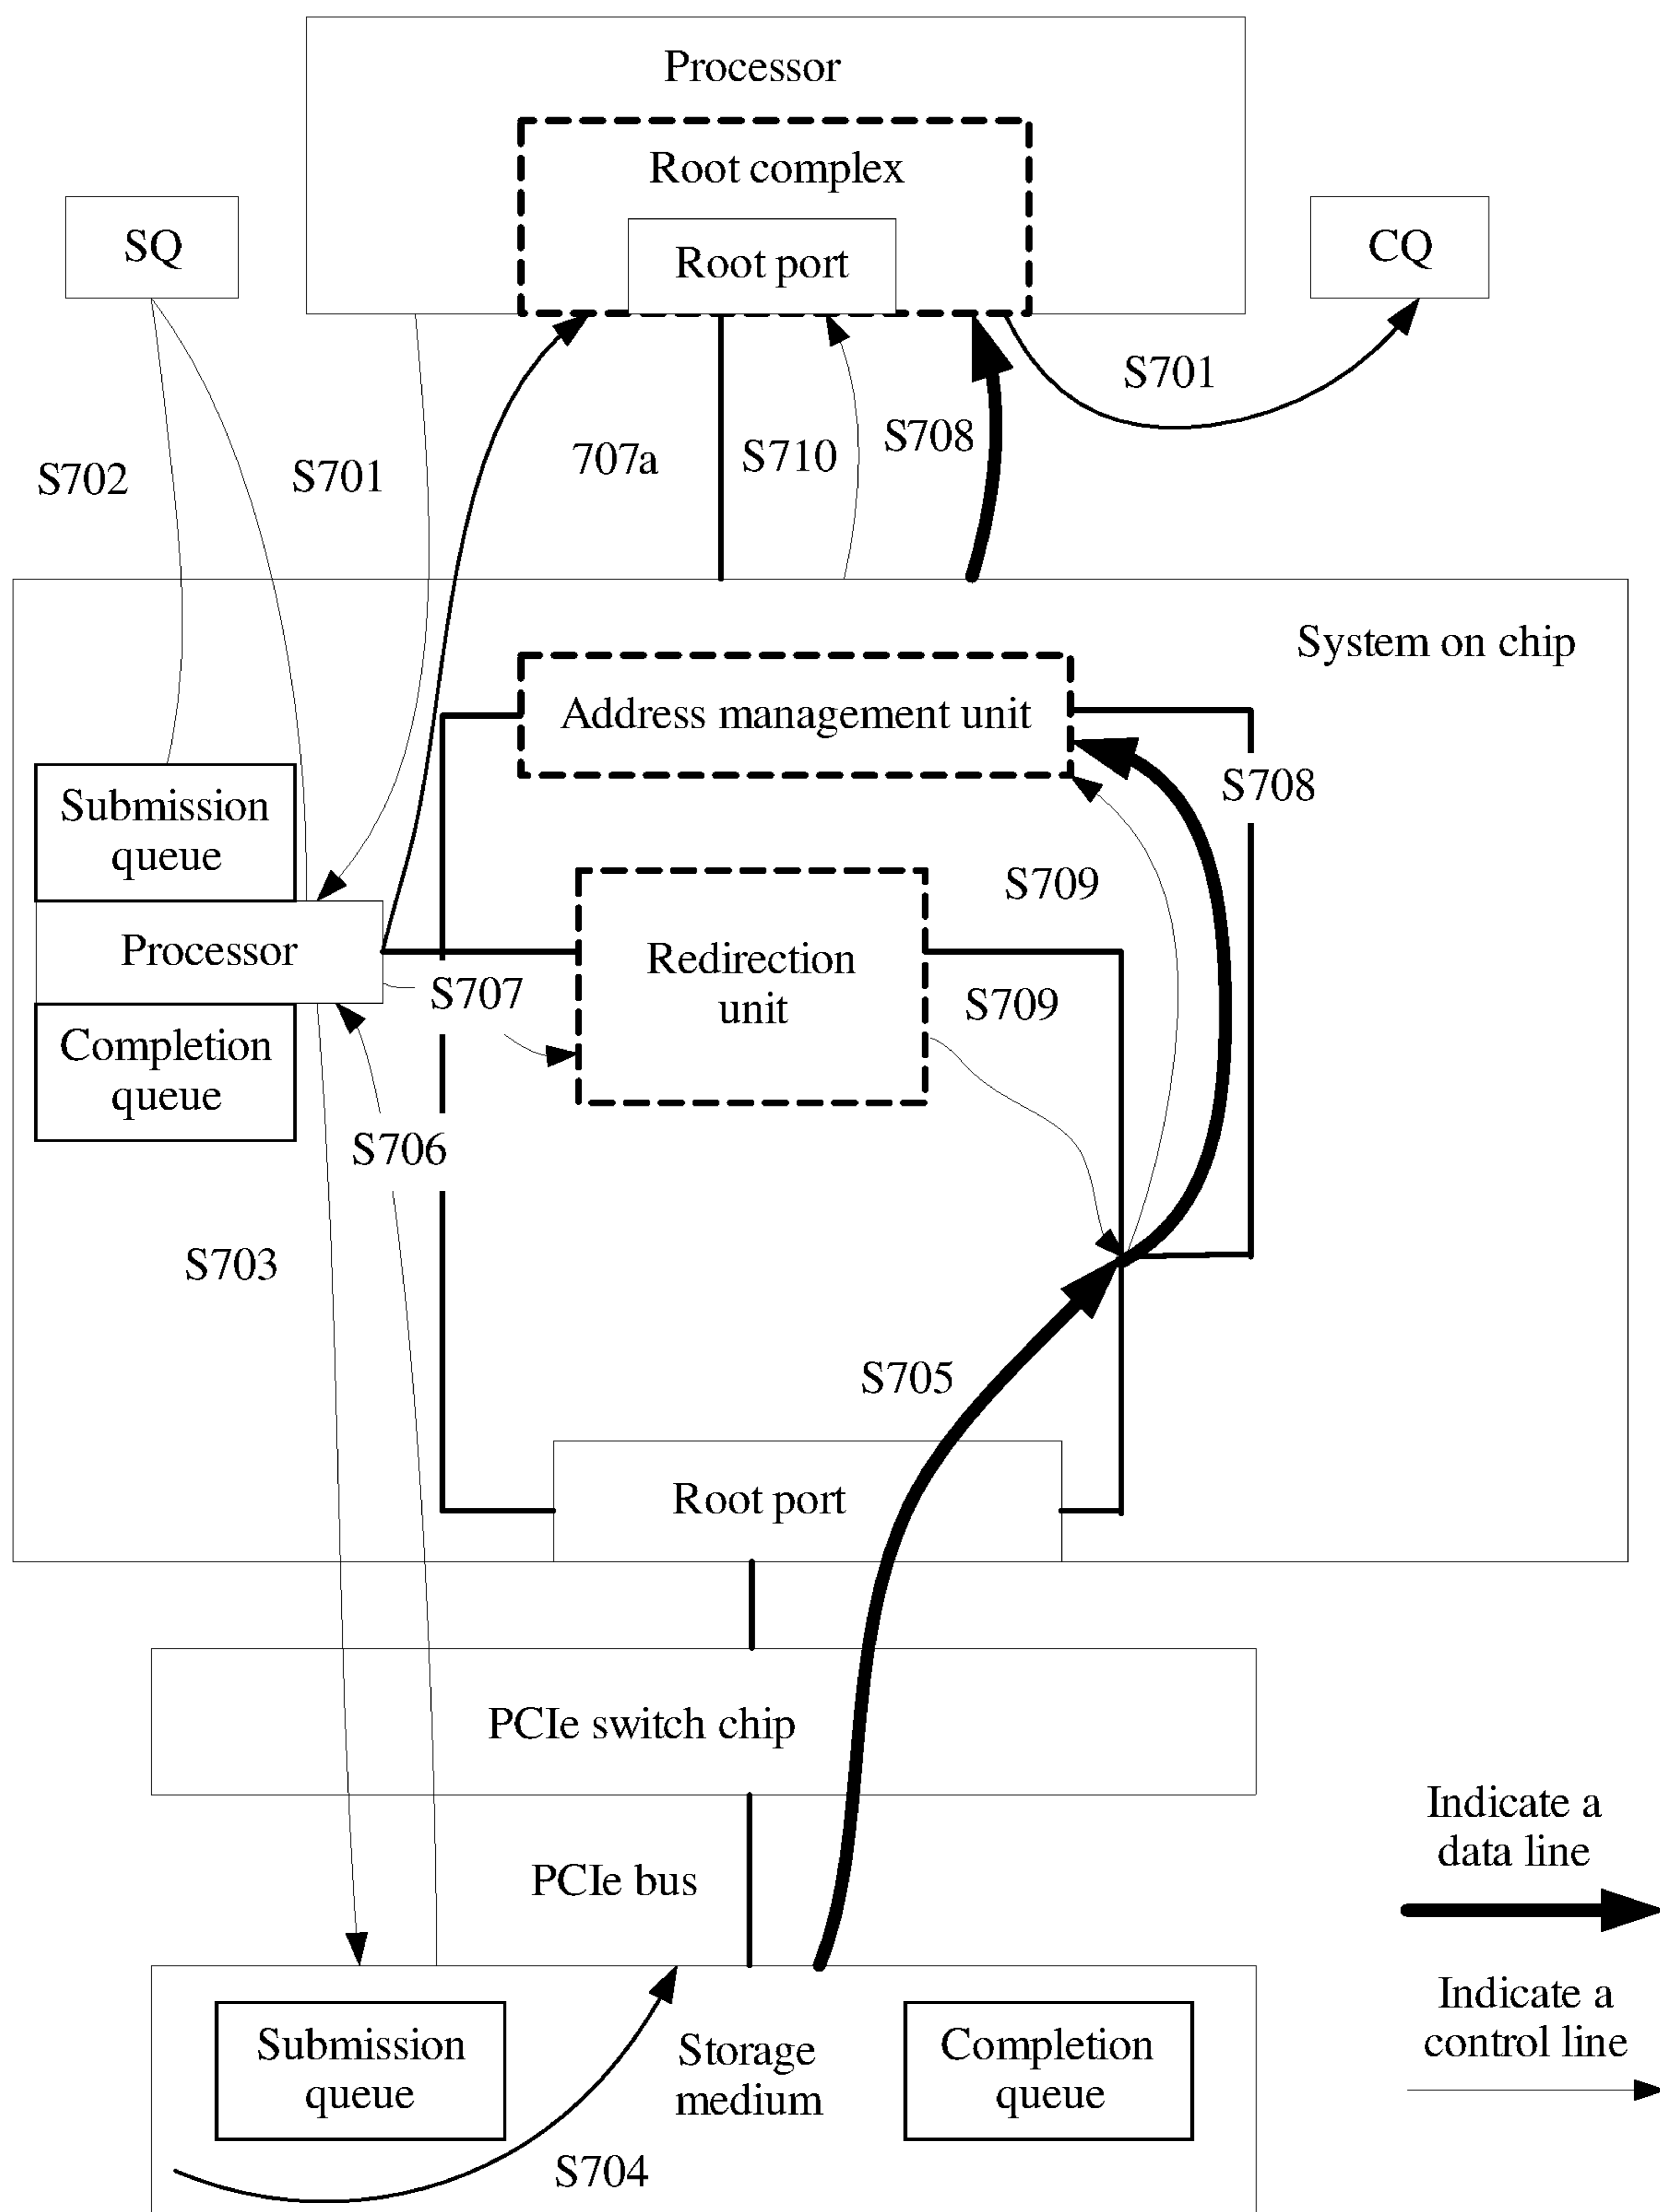 Processor
Root complex
SQ
Root port
CQ
S701
S702
S701
707a
S710
S708
System on chip
Address management unit
S708
Submission
queue
S709
Processor
Redirection
unit
S707
S709
Completion
queue
S706
S703
S705
Root port
PCIe switch chip
Indicate a
data line
PCIe bus
Indicate a
control line
Submission
queue
Storage
medium
Completion
queue
S704